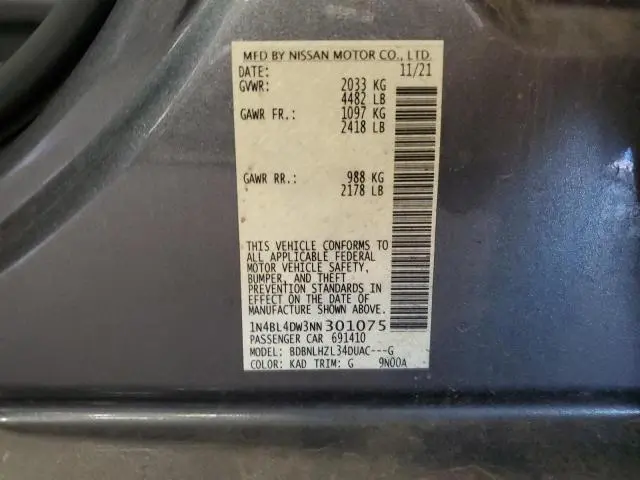 MFD BY NISSAN MOTOR CO., LTD.
DATE: 11/21
GVWR: 2033 KG
4482 LB
GAWR FR.: 1097 KG
2418 LB
GAWR RR.: 988 KG
2178 LB
THIS VEHICLE CONFORMS TO
ALL APPLICABLE FEDERAL
MOTOR VEHICLE SAFETY,
BUMPER, AND THEFT
PREVENTION STANDARDS IN
EFFECT ON THE DATE OF
MANUFACTURE SHOWN ABOVE.
1N4BL4DW3NN301075
PASSENGER CAR 691410
MODEL: BDBNLHZL34DUAC---G
COLOR: KAD TRIM: G 9N00A